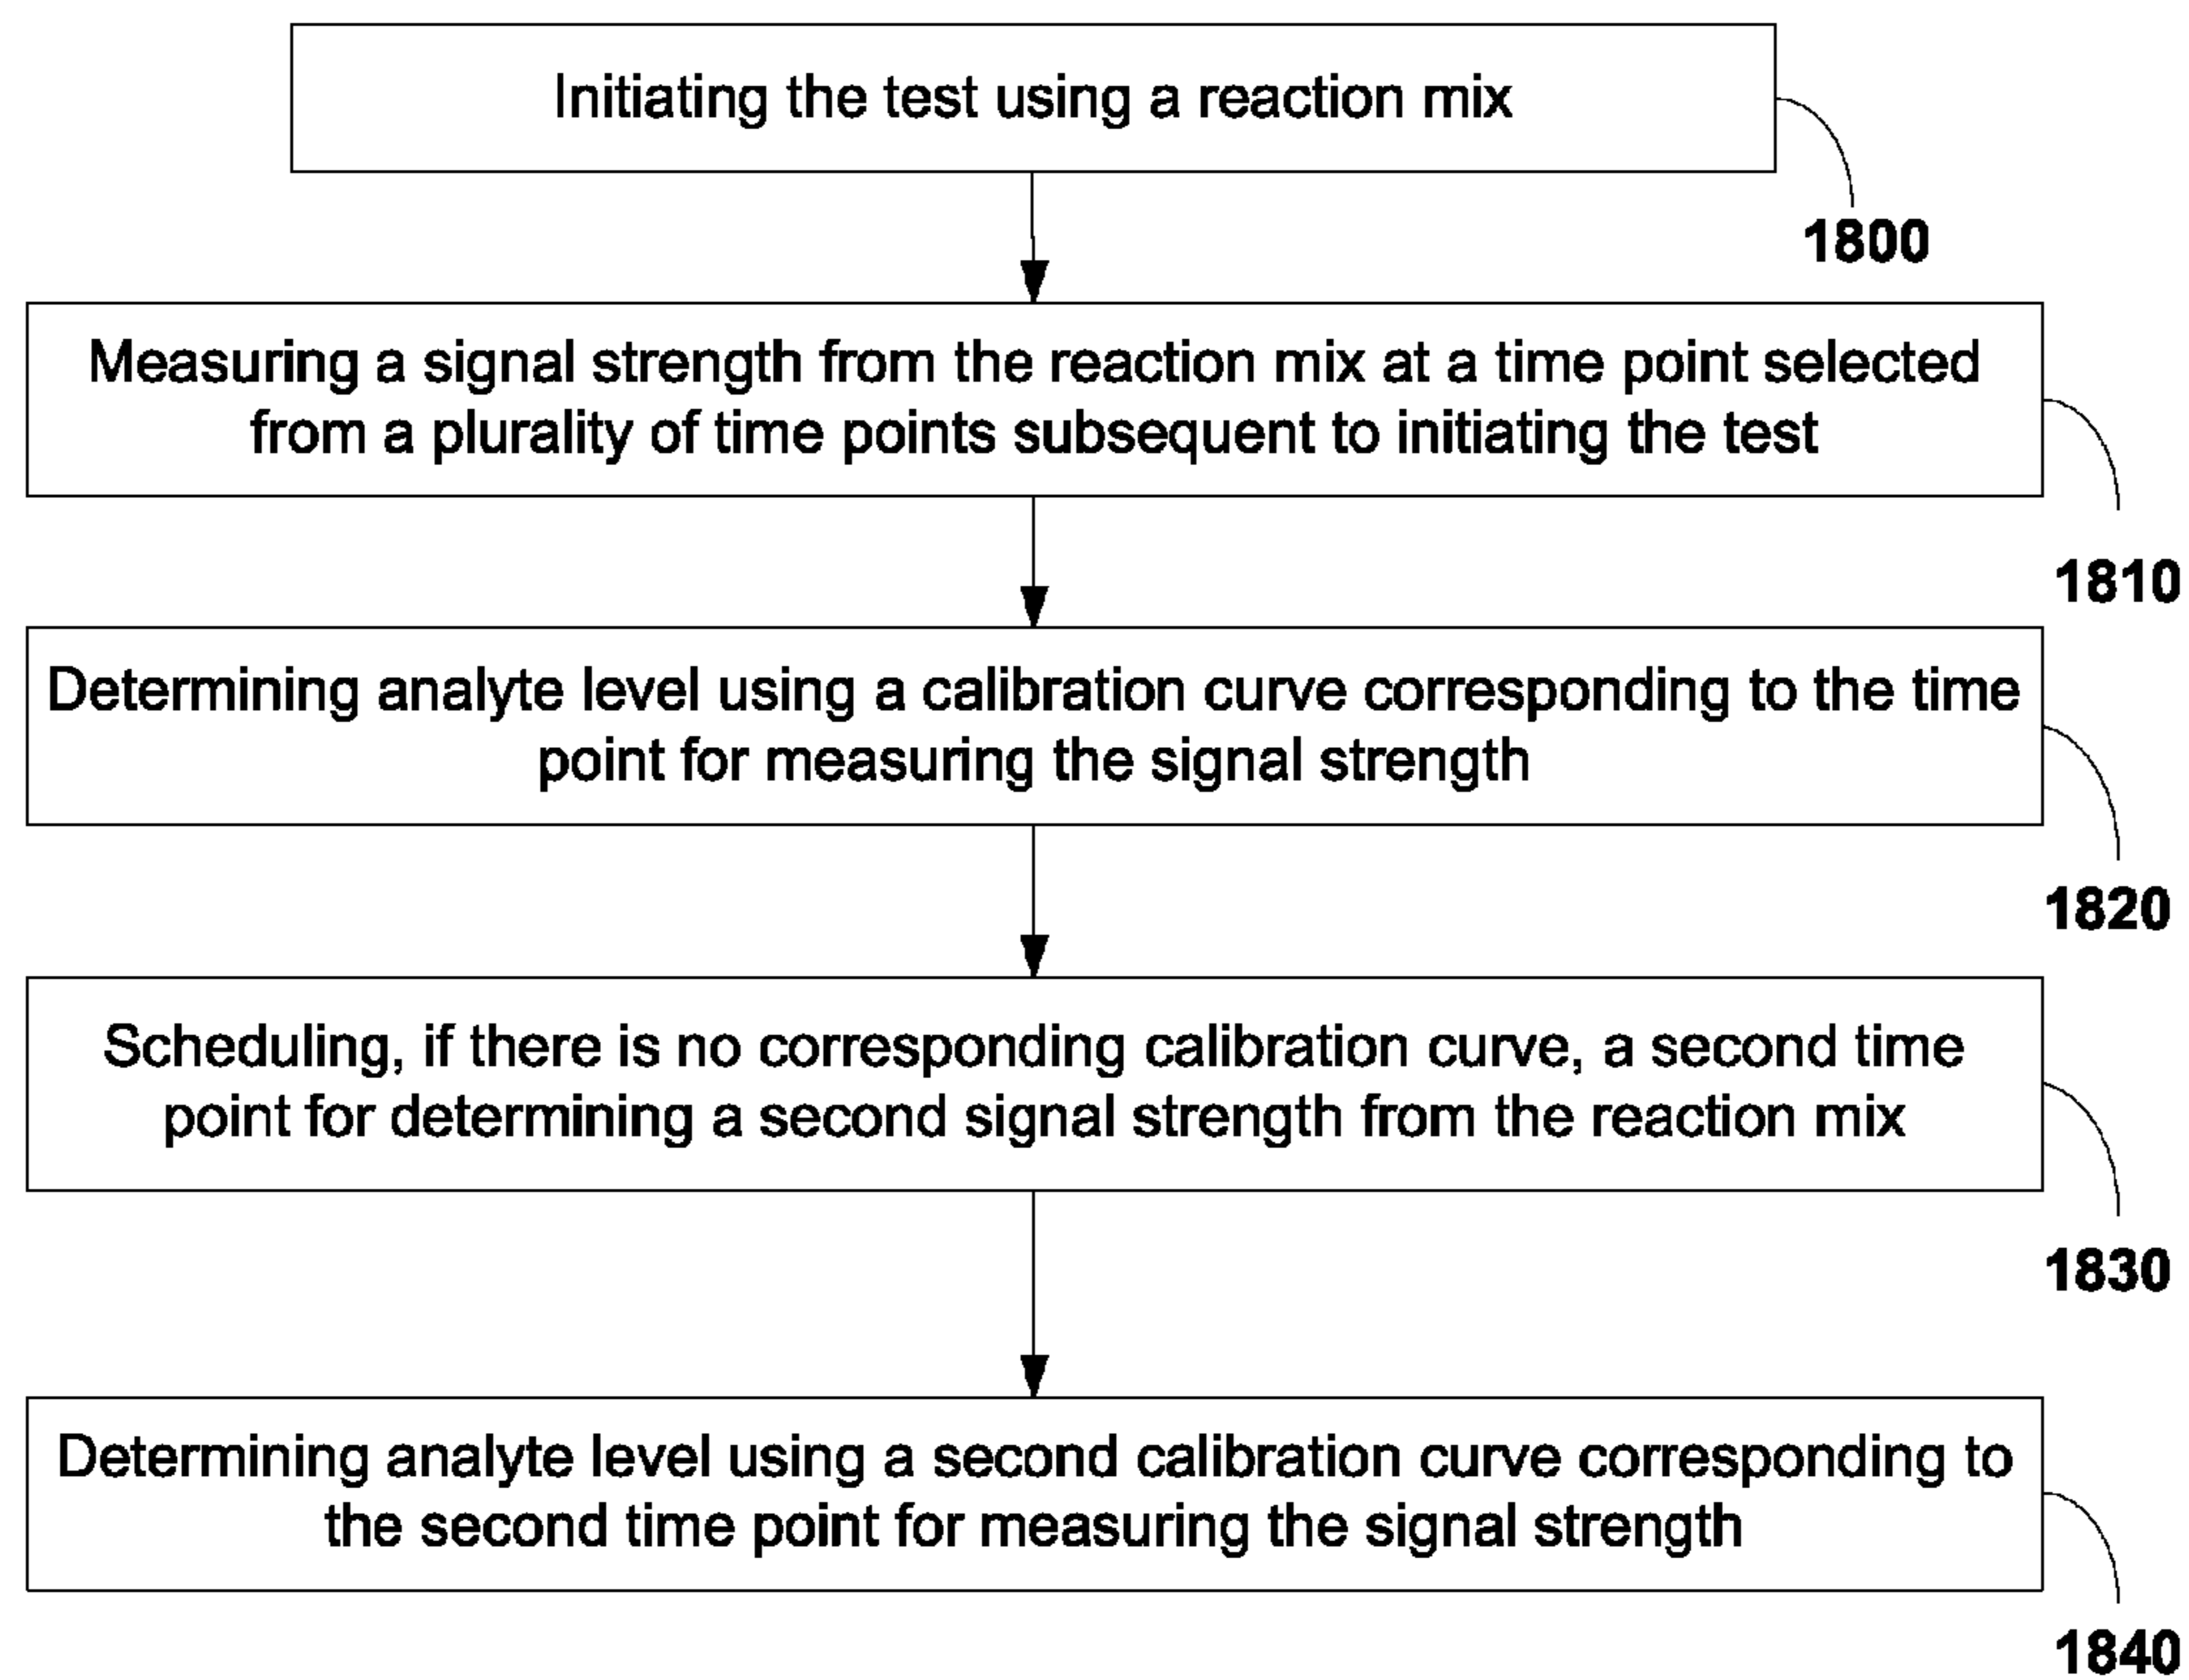 Initiating the test using a reaction mix
1800
Measuring a signal strength from the reaction mix at a time point selected
from a plurality of time points subsequent to initiating the test
1810
Determining analyte level using a calibration curve corresponding to the time
point for measuring the signal strength
1820
Scheduling, if there is no corresponding calibration curve, a second time
point for determining a second signal strength from the reaction mix
1830
Determining analyte level using a second calibration curve corresponding to
the second time point for measuring the signal strength
1840